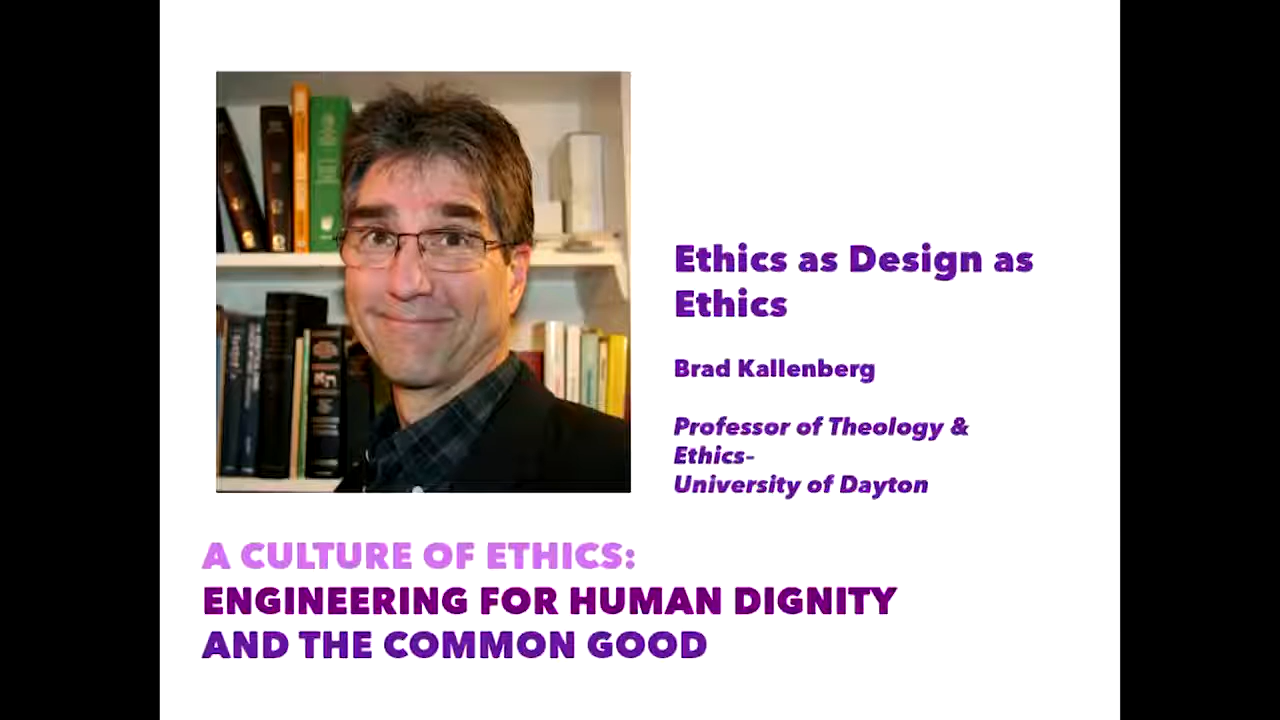 Ethics as Design as
Ethics
Brad Kallenberg
Professor of Theology &
Ethics–
University of Dayton
A CULTURE OF ETHICS:
ENGINEERING FOR HUMAN DIGNITY
AND THE COMMON GOOD